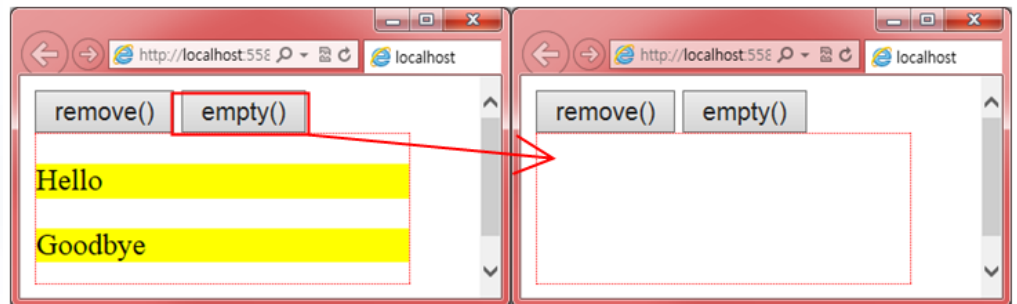 http://localhost:558
localhost
remove()
empty()
Hello
Goodbye
http://localhost:558
localhost
remove()
empty()